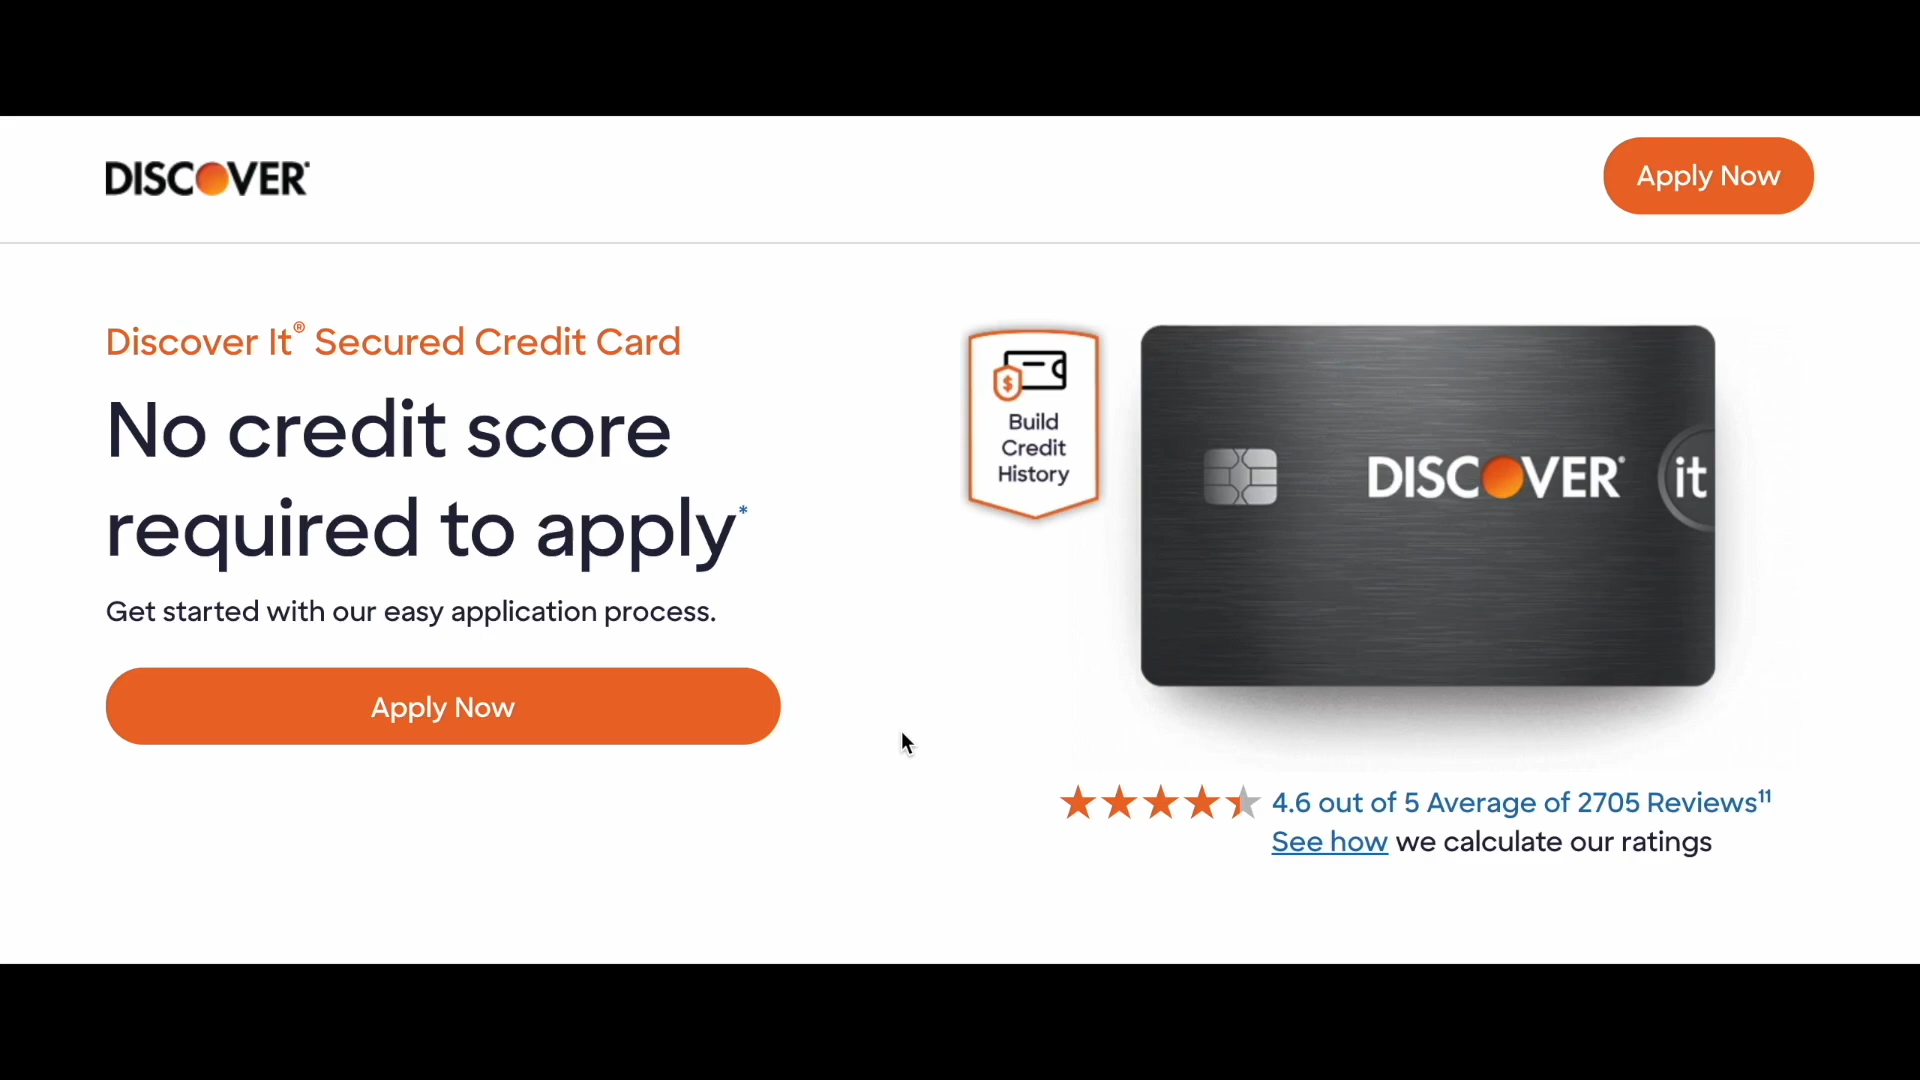 DISCOVER
Apply Now
Discover It® Secured Credit Card
No credit score
required to apply*
Get started with our easy application process.
Apply Now
$
Build
Credit
History
DISCOVER it
4.6 out of 5 Average of 2705 Reviews¹¹
See how we calculate our ratings